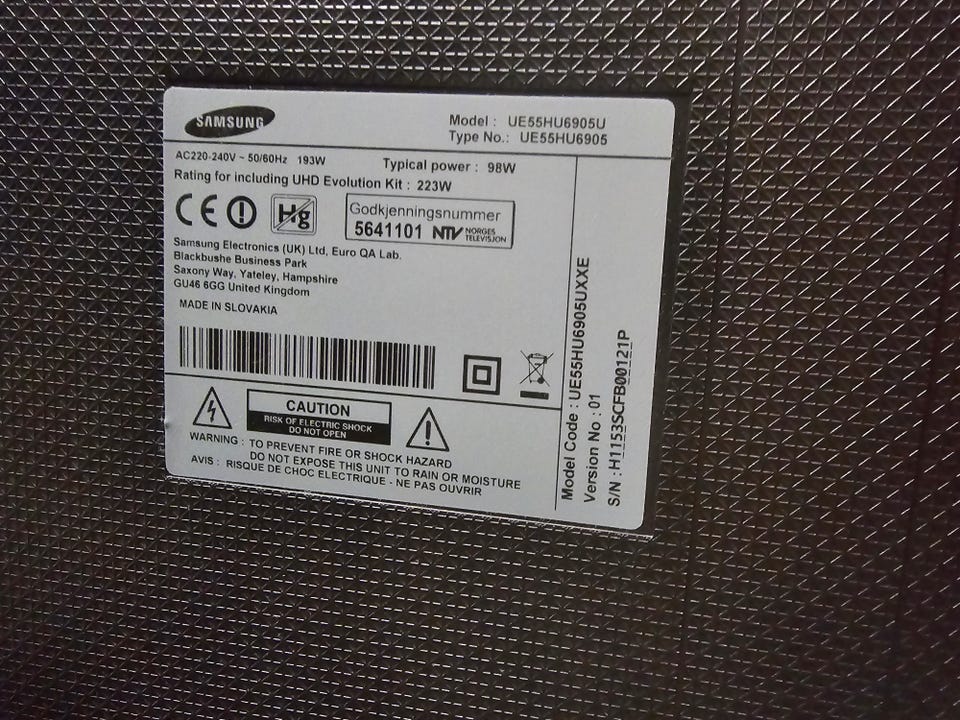 SAMSUNG
Model : UE55HU6905U
Type No.: UE55HU6905
AC220-240V ~ 50/60Hz 193W
Typical power : 98W
Rating for including UHD Evolution Kit : 223W
CE
Hg
Godkjenningsnummer
5641101 NTV NORGES TELEVISJON
Samsung Electronics (UK) Ltd, Euro QA Lab.
Blackbushe Business Park
Saxony Way, Yateley, Hampshire
GU46 6GG United Kingdom
MADE IN SLOVAKIA
CAUTION
RISK OF ELECTRIC SHOCK
DO NOT OPEN
WARNING : TO PREVENT FIRE OR SHOCK HAZARD
DO NOT EXPOSE THIS UNIT TO RAIN OR MOISTURE
AVIS : RISQUE DE CHOC ELECTRIQUE - NE PAS OUVRIR
Model Code : UE55HU6905UXXE
Version No : 01
S/N : H1153SCFB00121P